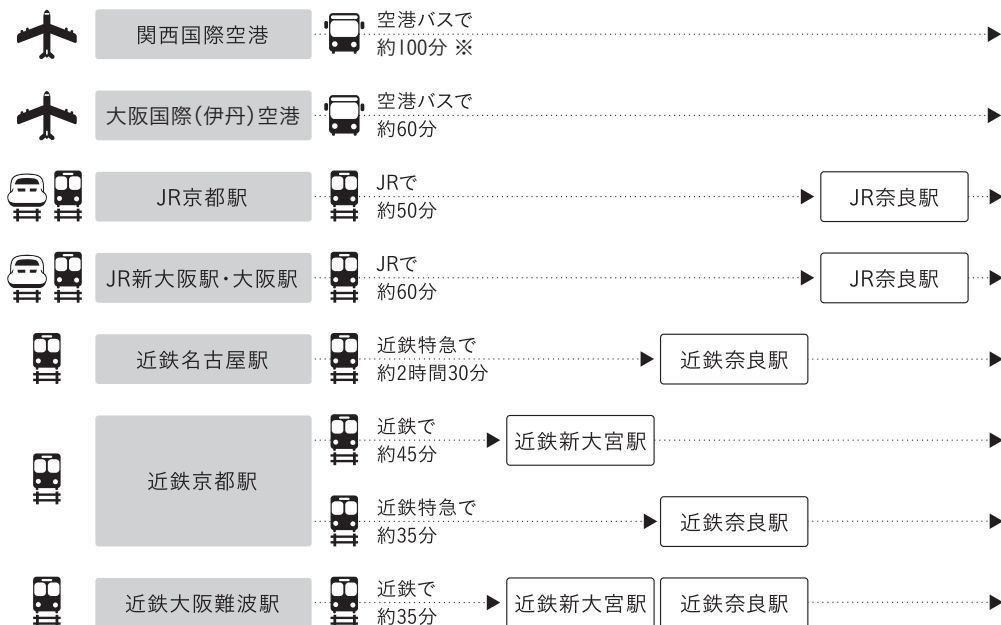 関西国際空港
空港バスで
約100分 ※
大阪国際(伊丹)空港
空港バスで
約60分
JR京都駅
JRで
約50分
JR奈良駅
JR新大阪駅・大阪駅
JRで
約60分
JR奈良駅
近鉄名古屋駅
近鉄特急で
約2時間30分
近鉄奈良駅
近鉄京都駅
近鉄で
約45分
近鉄新大宮駅
近鉄特急で
約35分
近鉄奈良駅
近鉄大阪難波駅
近鉄で
約35分
近鉄新大宮駅
近鉄奈良駅